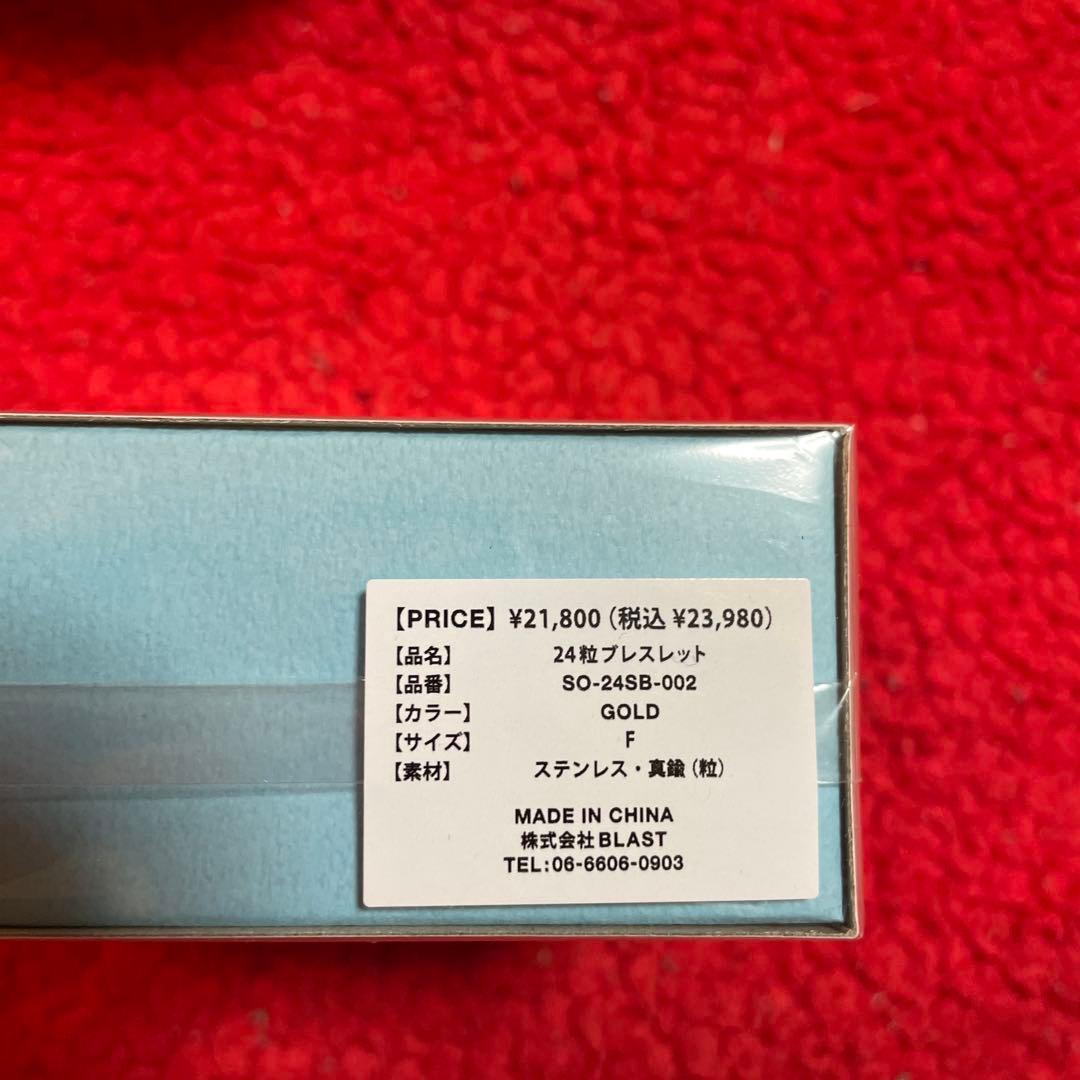 【PRICE】¥21,800（税込 ¥23,980）
【品名】 24粒ブレスレット
【品番】 SO-24SB-002
【カラー】 GOLD
【サイズ】 F
【素材】 ステンレス・真鍮（粒）
MADE IN CHINA
株式会社BLAST
TEL:06-6606-0903